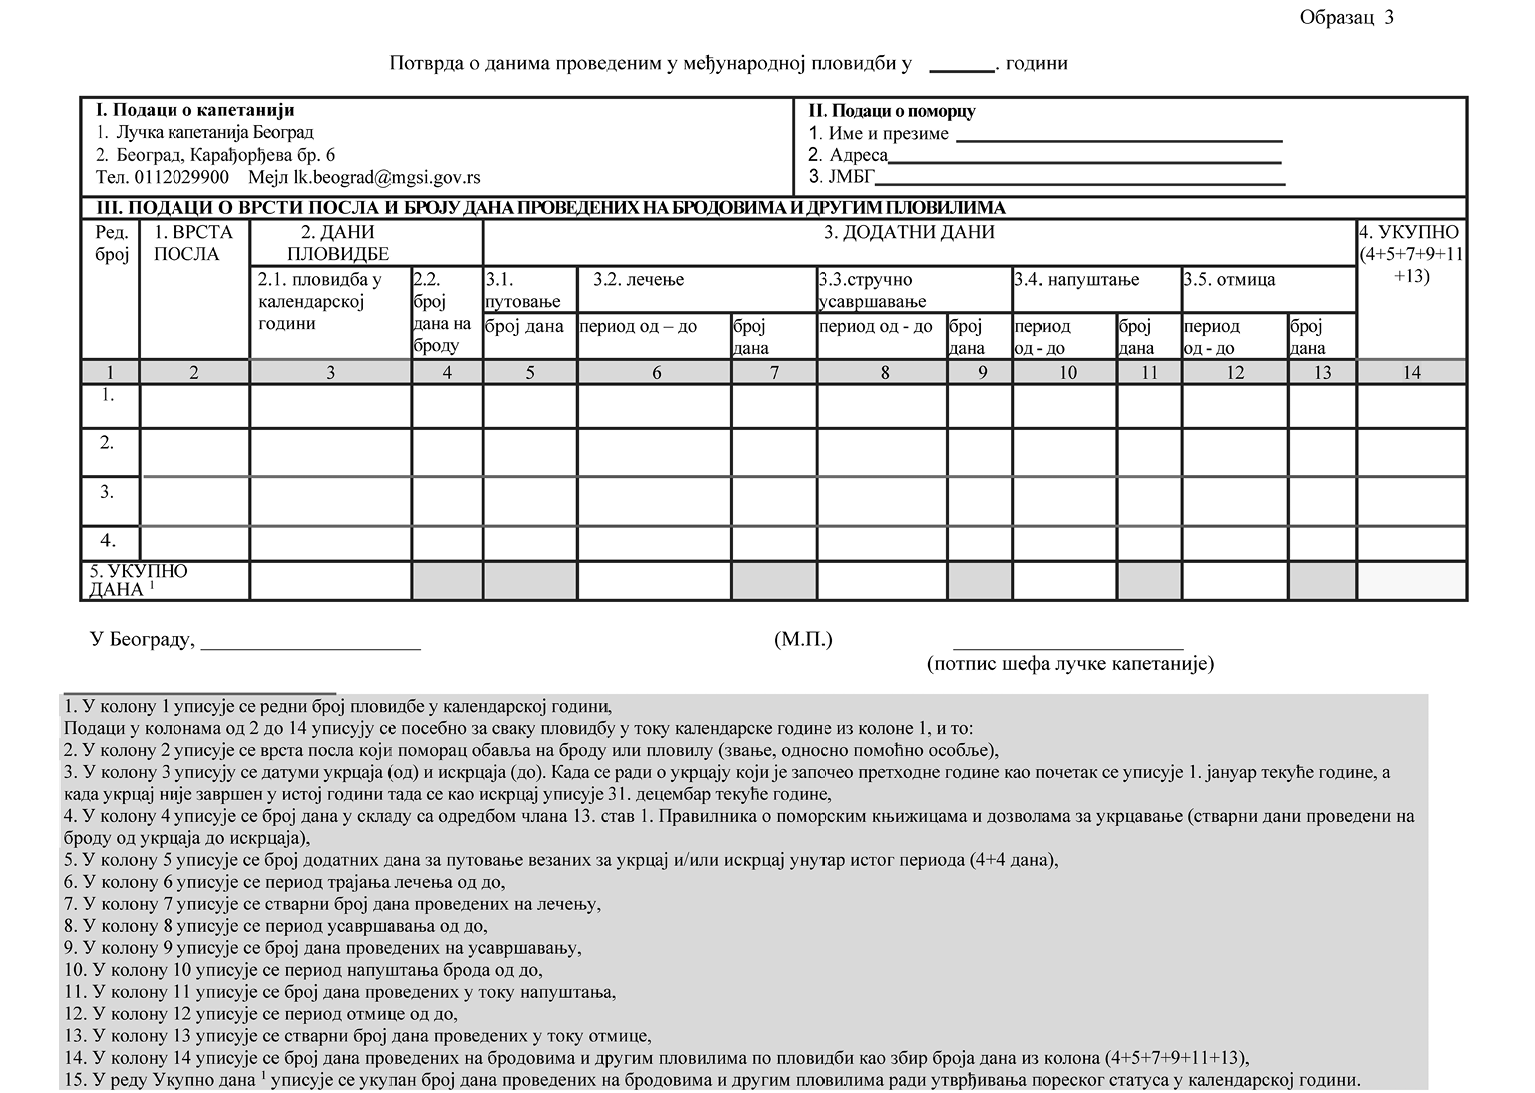 Образац 3
Потврда о данима проведеним у међународној пловидби у ______. години
I. Подаци о капетанији
1. Лучка капетанија Београд
2. Београд, Карађорђева бр. 6
Тел. 0112029900 Мејл lk.beograd@mgsi.gov.rs
II. Подаци о поморцу
1. Име и презиме
2. Адреса
3. ЈМБГ
III. ПОДАЦИ О ВРСТИ ПОСЛА И БРОЈУ ДАНА ПРОВЕДЕНИХ НА БРОДОВИМА И ДРУГИМ ПЛОВИЛИМА
Ред.
број
1. ВРСТА
ПОСЛА
2. ДАНИ
ПЛОВИДБЕ
3. ДОДАТНИ ДАНИ
4. УКУПНО
(4+5+7+9+11
+13)
2.1. пловидба у
календарској
години
2.2.
број
дана на
броду
3.1.
путовање
3.2. лечење
3.3.стручно
усавршавање
3.4. напуштање
3.5. отмица
број дана
период од – до
број
дана
период од - до
број
дана
период
од - до
број
дана
период
од - до
број
дана
1 2 3 4 5 6 7 8 9 10 11 12 13 14
1.
2.
3.
4.
5. УКУПНО
ДАНА 1
У Београду,
(М.П.)
(потпис шефа лучке капетаније)
1. У колону 1 уписује се редни број пловидбе у календарској години,
Подаци у колонама од 2 до 14 уписују се посебно за сваку пловидбу у току календарске године из колоне 1, и то:
2. У колону 2 уписује се врста посла који поморац обавља на броду или пловилу (звање, односно помоћно особље),
3. У колону 3 уписују се датуми укрцаја (од) и искрцаја (до). Када се ради о укрцају који је започео претходне године као почетак се уписује 1. јануар текуће године, а
када укрцај није завршен у истој години тада се као искрцај уписује 31. децембар текуће године,
4. У колону 4 уписује се број дана у складу са одредбом члана 13. став 1. Правилника о поморским књижицама и дозволама за укрцавање (стварни дани проведени на
броду од укрцаја до искрцаја),
5. У колону 5 уписује се број додатних дана за путовање везаних за укрцај и/или искрцај унутар истог периода (4+4 дана),
6. У колону 6 уписује се период трајања лечења од до,
7. У колону 7 уписује се стварни број дана проведених на лечењу,
8. У колону 8 уписује се период усавршавања од до,
9. У колону 9 уписује се број дана проведених на усавршавању,
10. У колону 10 уписује се период напуштања брода од до,
11. У колону 11 уписује се број дана проведених у току напуштања,
12. У колону 12 уписује се период отмице од до,
13. У колону 13 уписује се стварни број дана проведених у току отмице,
14. У колону 14 уписује се број дана проведених на бродовима и другим пловилима по пловидби као збир броја дана из колона (4+5+7+9+11+13),
15. У реду Укупно дана 1 уписује се укупан број дана проведених на бродовима и другим пловилима ради утврђивања пореског статуса у календарској години.